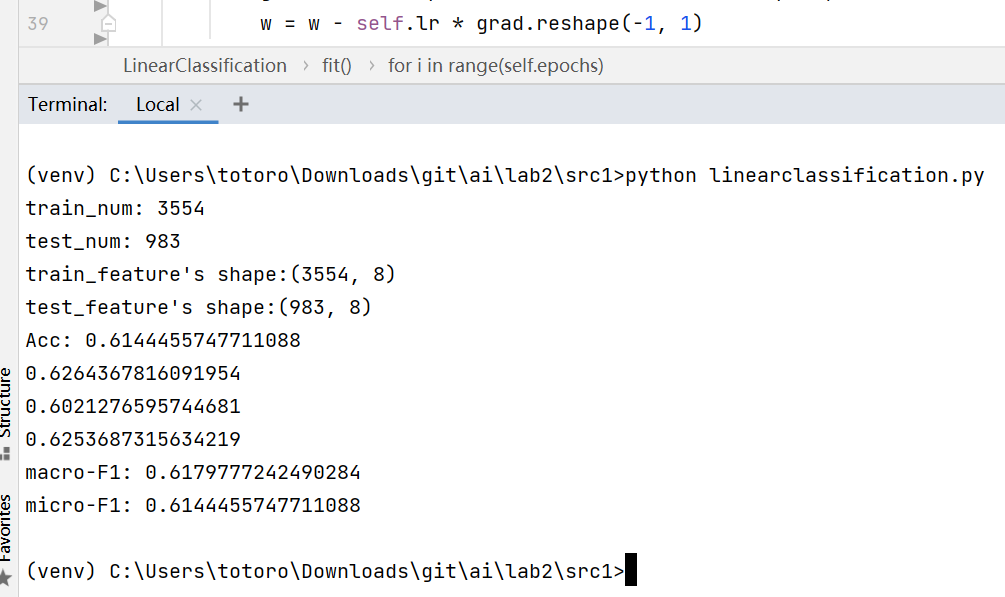 39 w = w - self.lr * grad.reshape(-1, 1)
LinearClassification › fit() › for i in range(self.epochs)
Terminal: Local × +
(venv) C:\Users\totoro\Downloads\git\ai\lab2\src1>python linearclassification.py
train_num: 3554
test_num: 983
train_feature's shape:(3554, 8)
test_feature's shape:(983, 8)
Acc: 0.6144455747711088
0.6264367816091954
0.6021276595744681
0.6253687315634219
macro-F1: 0.6179777242490284
micro-F1: 0.6144455747711088
(venv) C:\Users\totoro\Downloads\git\ai\lab2\src1>
Structure
Favorites